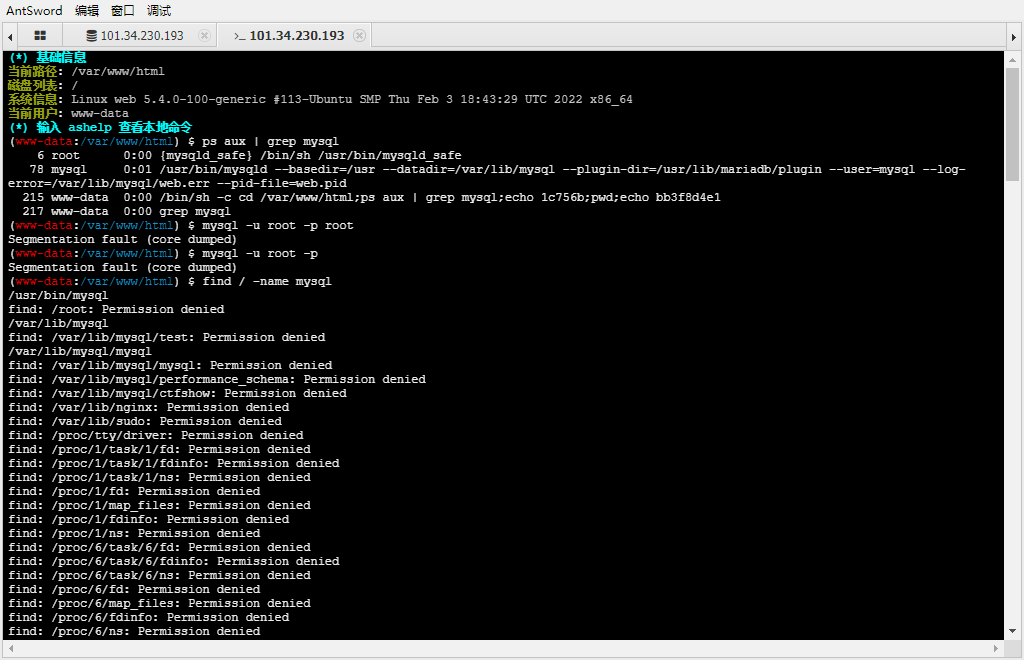 AntSword 编辑 窗口 调试
101.34.230.193 >_ 101.34.230.193
(*) 基础信息
当前路径: /var/www/html
磁盘列表: /
系统信息: Linux web 5.4.0-100-generic #113-Ubuntu SMP Thu Feb 3 18:43:29 UTC 2022 x86_64
当前用户: www-data
(*) 输入 ashelp 查看本地命令
(www-data:/var/www/html) $ ps aux | grep mysql
6 root 0:00 {mysqld_safe} /bin/sh /usr/bin/mysqld_safe
78 mysql 0:01 /usr/bin/mysqld --basedir=/usr --datadir=/var/lib/mysql --plugin-dir=/usr/lib/mariadb/plugin --user=mysql --log-
error=/var/lib/mysql/web.err --pid-file=web.pid
215 www-data 0:00 /bin/sh -c cd /var/www/html;ps aux | grep mysql;echo 1c756b;pwd;echo bb3f8d4e1
217 www-data 0:00 grep mysql
(www-data:/var/www/html) $ mysql -u root -p root
Segmentation fault (core dumped)
(www-data:/var/www/html) $ mysql -u root -p
Segmentation fault (core dumped)
(www-data:/var/www/html) $ find / -name mysql
/usr/bin/mysql
find: /root: Permission denied
/var/lib/mysql
find: /var/lib/mysql/test: Permission denied
/var/lib/mysql/mysql
find: /var/lib/mysql/mysql: Permission denied
find: /var/lib/mysql/performance_schema: Permission denied
find: /var/lib/mysql/ctfshow: Permission denied
find: /var/lib/nginx: Permission denied
find: /var/lib/sudo: Permission denied
find: /proc/tty/driver: Permission denied
find: /proc/1/task/1/fd: Permission denied
find: /proc/1/task/1/fdinfo: Permission denied
find: /proc/1/task/1/ns: Permission denied
find: /proc/1/fd: Permission denied
find: /proc/1/map_files: Permission denied
find: /proc/1/fdinfo: Permission denied
find: /proc/1/ns: Permission denied
find: /proc/6/task/6/fd: Permission denied
find: /proc/6/task/6/fdinfo: Permission denied
find: /proc/6/task/6/ns: Permission denied
find: /proc/6/fd: Permission denied
find: /proc/6/map_files: Permission denied
find: /proc/6/fdinfo: Permission denied
find: /proc/6/ns: Permission denied